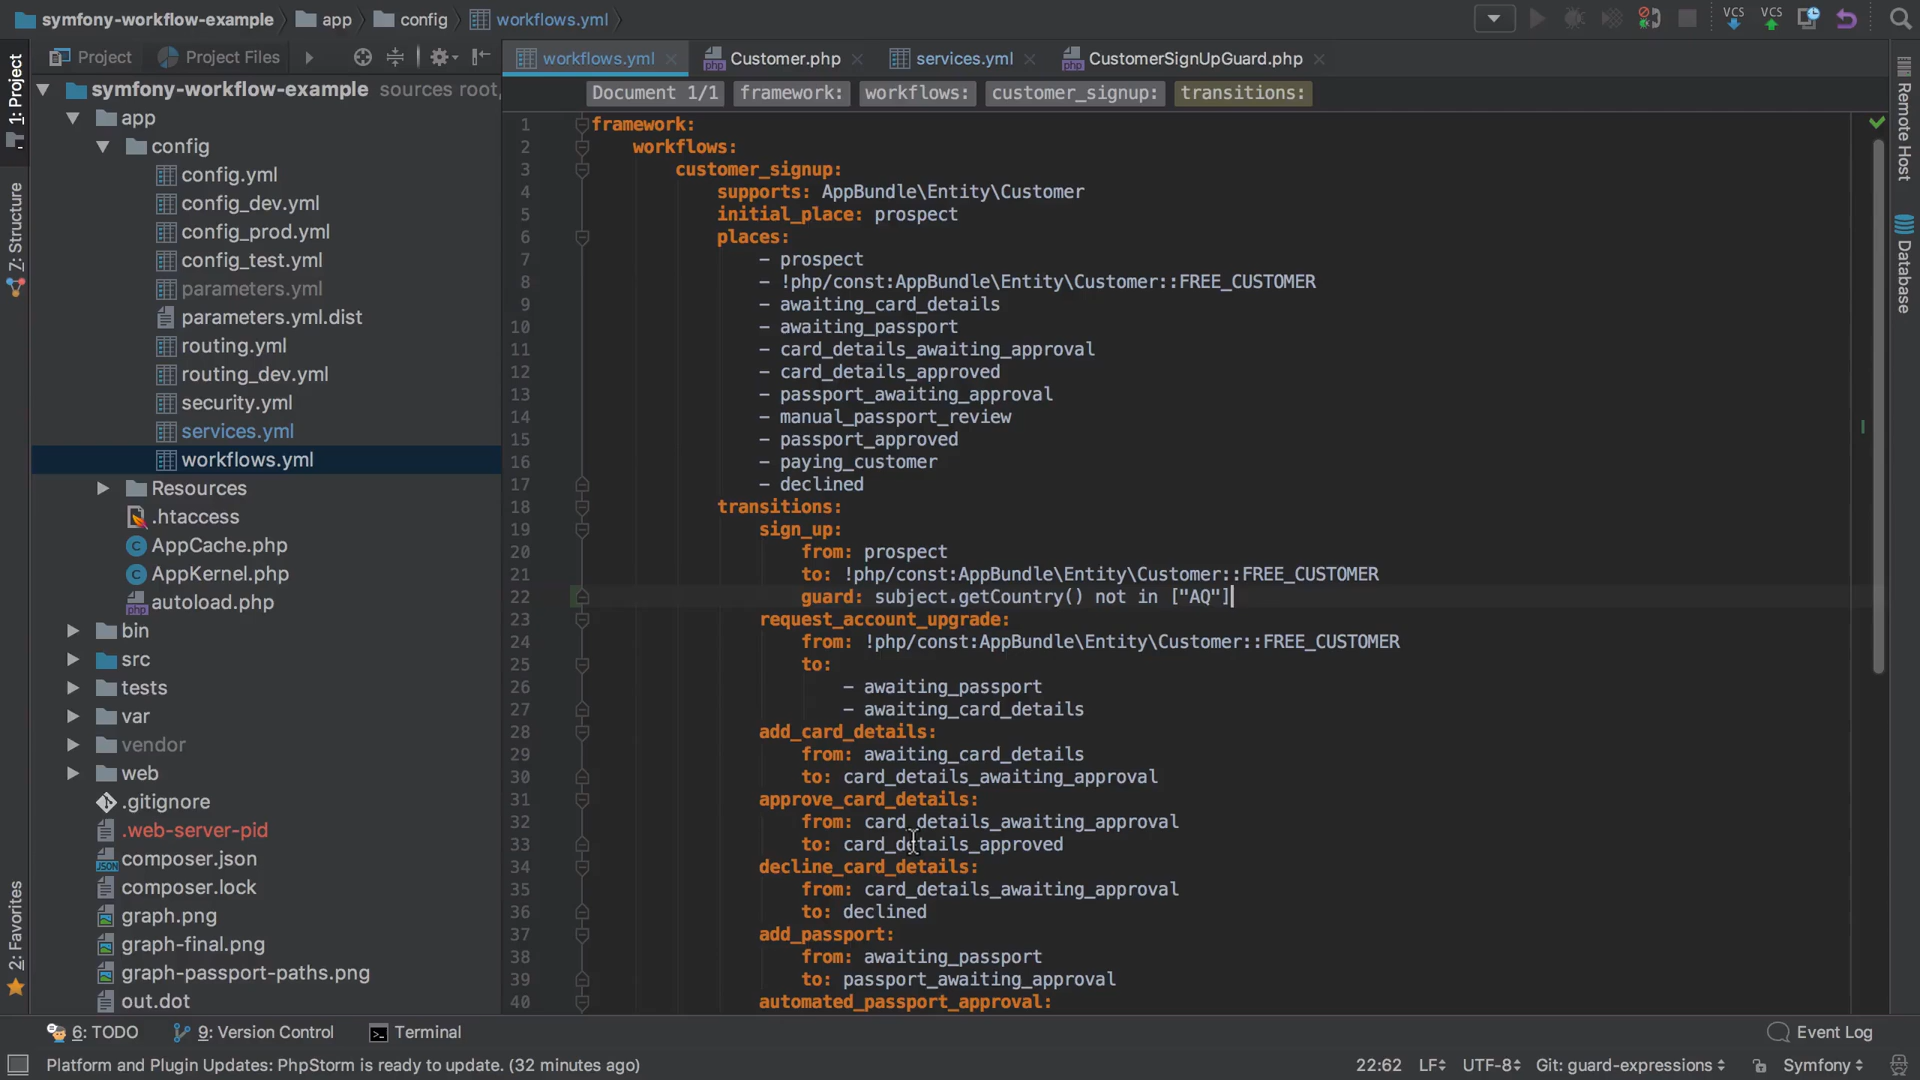 symfony-workflow-example
app
config
workflows.yml
VCS
VCS
1: Project
Z: Structure
2: Favorites
Project
Project Files
symfony-workflow-example sources root,
app
config
config.yml
config_dev.yml
config_prod.yml
config_test.yml
parameters.yml
parameters.yml.dist
routing.yml
routing_dev.yml
security.yml
services.yml
workflows.yml
Resources
.htaccess
AppCache.php
AppKernel.php
autoload.php
bin
src
tests
var
vendor
web
.gitignore
.web-server-pid
composer.json
composer.lock
graph.png
graph-final.png
graph-passport-paths.png
out.dot
workflows.yml
Customer.php
services.yml
CustomerSignUpGuard.php
Document 1/1
framework:
workflows:
customer_signup:
transitions:
1 framework:
2 workflows:
3 customer_signup:
4 supports: AppBundle\Entity\Customer
5 initial_place: prospect
6 places:
7 - prospect
8 - !php/const:AppBundle\Entity\Customer::FREE_CUSTOMER
9 - awaiting_card_details
10 - awaiting_passport
11 - card_details_awaiting_approval
12 - card_details_approved
13 - passport_awaiting_approval
14 - manual_passport_review
15 - passport_approved
16 - paying_customer
17 - declined
18 transitions:
19 sign_up:
20 from: prospect
21 to: !php/const:AppBundle\Entity\Customer::FREE_CUSTOMER
22 guard: subject.getCountry() not in ["AQ"]
23 request_account_upgrade:
24 from: !php/const:AppBundle\Entity\Customer::FREE_CUSTOMER
25 to:
26 - awaiting_passport
27 - awaiting_card_details
28 add_card_details:
29 from: awaiting_card_details
30 to: card_details_awaiting_approval
31 approve_card_details:
32 from: card_details_awaiting_approval
33 to: card_details_approved
34 decline_card_details:
35 from: card_details_awaiting_approval
36 to: declined
37 add_passport:
38 from: awaiting_passport
39 to: passport_awaiting_approval
40 automated_passport_approval:
Remote Host
Database
6: TODO
9: Version Control
Terminal
Event Log
Platform and Plugin Updates: PhpStorm is ready to update. (32 minutes ago)
22:62
LF
UTF-8
Git: guard-expressions
Symfony